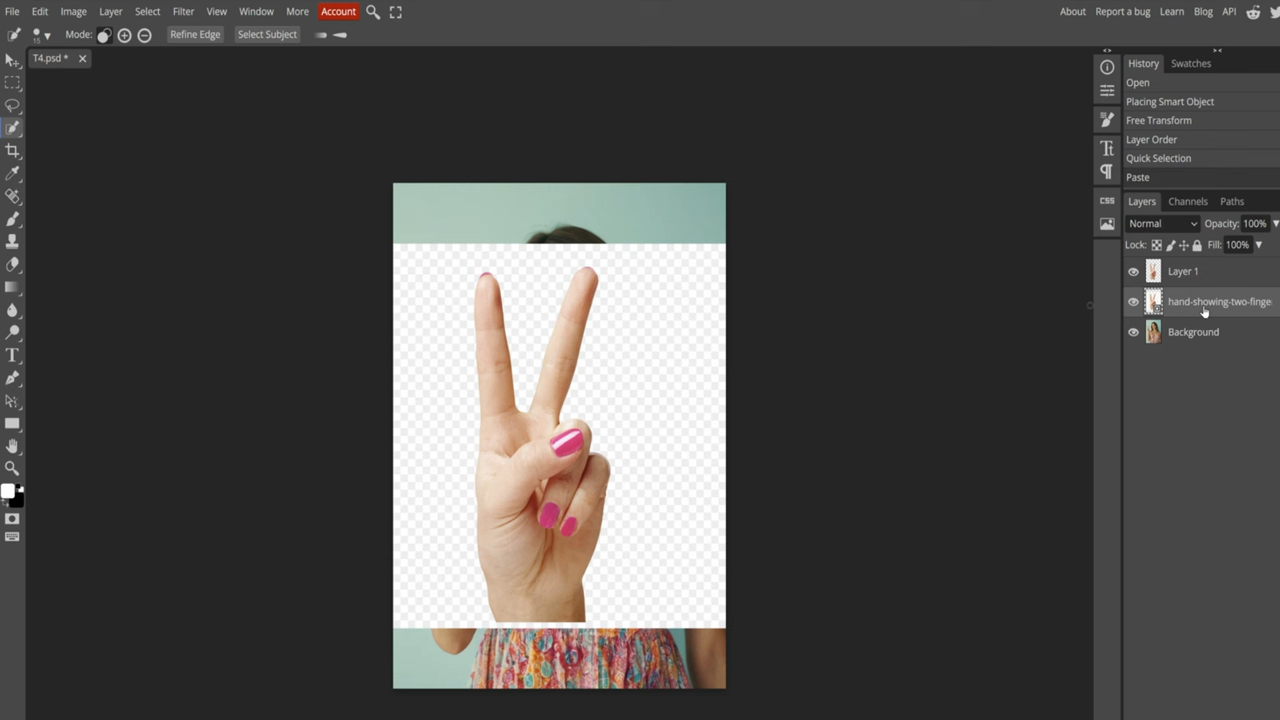 File Edit Image Layer Select Filter View Window More Account About Report a bug Learn Blog API
15 Mode: Refine Edge Select Subject
T4.psd *
History Swatches
Open
Placing Smart Object
Free Transform
Layer Order
Quick Selection
Paste
Layers Channels Paths
Normal Opacity: 100%
Lock: Fill: 100%
Layer 1
hand-showing-two-finge
Background
CSS